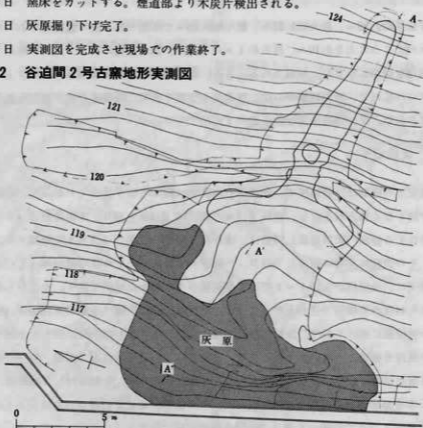 日 窯床をカットする。煙道部より木炭片検出される。
日 灰原掘り下げ完了。
日 実測図を完成させ現場での作業終了。
2 谷迫間2号古窯地形実測図
124
A
121
120
119
A'
118
117
灰原
A"
0 5m